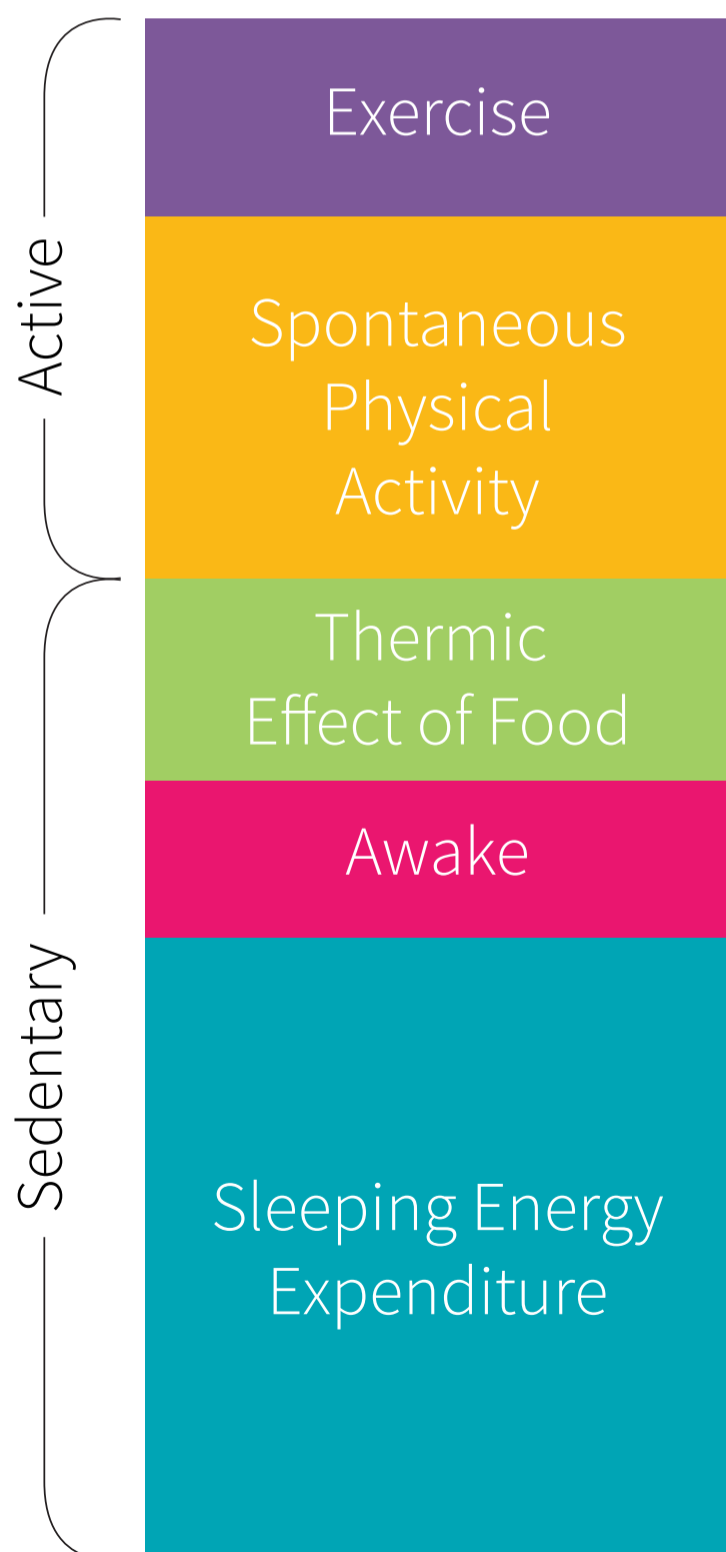 Active
Exercise
Spontaneous
Physical
Activity
Sedentary
Thermic
Effect of Food
Awake
Sleeping Energy
Expenditure